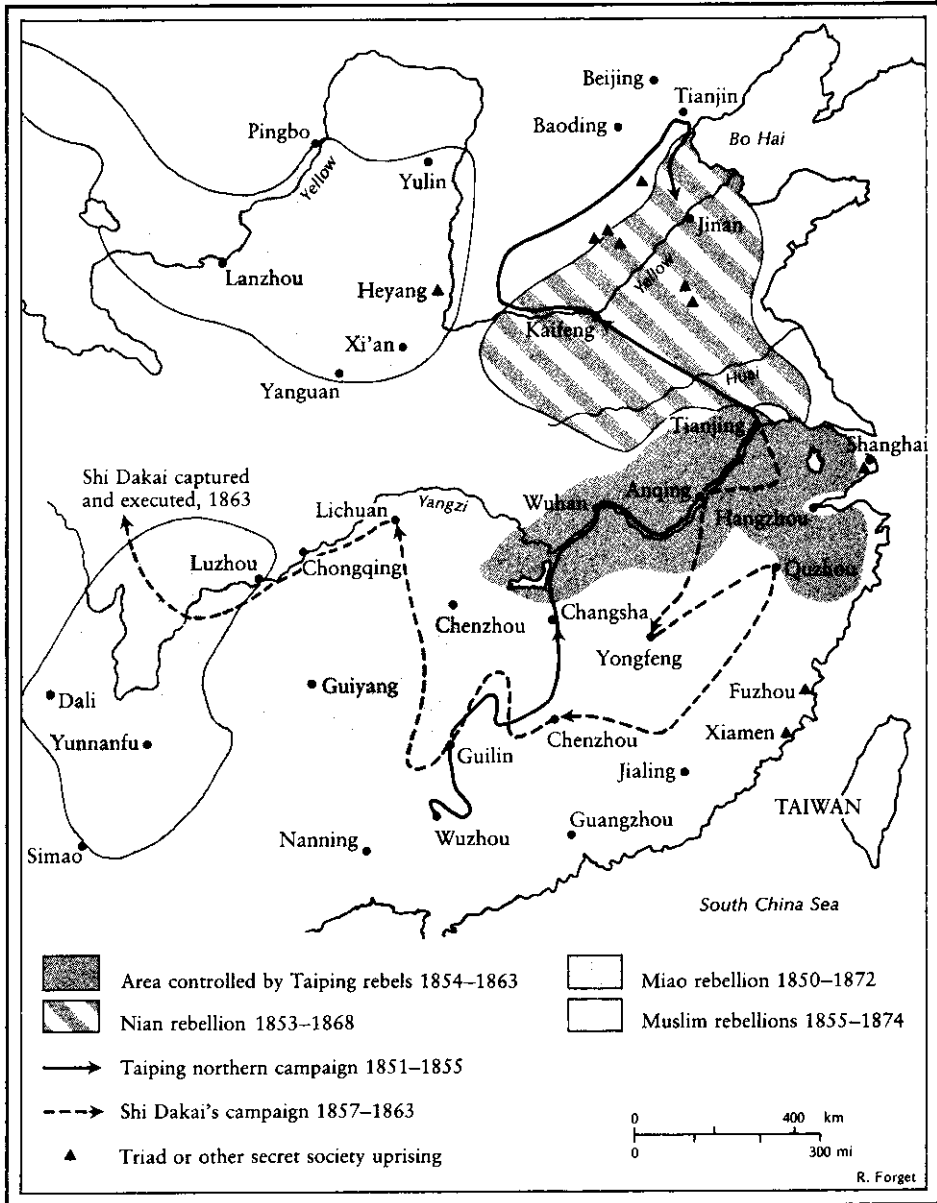 Beijing
Tianjin
Baoding
Bo Hai
Pingbo
Yellow
Yulin
Jinan
Lanzhou
Heyang
Yellow
Kaifeng
Xi'an
Yanguan
Huai
Tianjing
Shanghai
Shi Dakai captured
and executed, 1863
Lichuan
Yangzi
Wuhan
Anqing
Hangzhou
Luzhou
Chongqing
Quzhou
Chenzhou
Changsha
Yongfeng
Dali
Guiyang
Fuzhou
Yunnanfu
Guilin
Chenzhou
Xiamen
Jialing
TAIWAN
Wuzhou
Guangzhou
Nanning
Simao
South China Sea
Area controlled by Taiping rebels 1854–1863
Miao rebellion 1850–1872
Nian rebellion 1853–1868
Muslim rebellions 1855–1874
Taiping northern campaign 1851–1855
Shi Dakai's campaign 1857–1863
Triad or other secret society uprising
0 400 km
0 300 mi
R. Forget